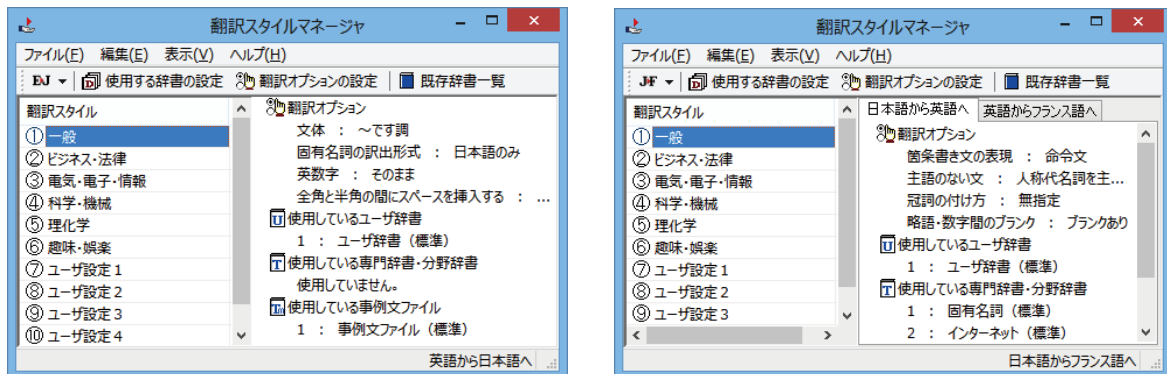 翻訳スタイルマネージャ
ファイル(F) 編集(E) 表示(V) ヘルプ(H)
EJ 使用する辞書の設定 翻訳オプションの設定 既存辞書一覧
翻訳スタイル
① 一般
② ビジネス・法律
③ 電気・電子・情報
④ 科学・機械
⑤ 理化学
⑥ 趣味・娯楽
⑦ ユーザ設定 1
⑧ ユーザ設定 2
⑨ ユーザ設定 3
⑩ ユーザ設定 4
翻訳オプション
文体 : ～です調
固有名詞の訳出形式 : 日本語のみ
英数字 : そのまま
全角と半角の間にスペースを挿入する : ...
U 使用しているユーザ辞書
1 : ユーザ辞書（標準）
T 使用している専門辞書・分野辞書
使用していません。
使用している事例文ファイル
1 : 事例文ファイル（標準）
英語から日本語へ
翻訳スタイルマネージャ
ファイル(F) 編集(E) 表示(V) ヘルプ(H)
JF 使用する辞書の設定 翻訳オプションの設定 既存辞書一覧
翻訳スタイル
① 一般
② ビジネス・法律
③ 電気・電子・情報
④ 科学・機械
⑤ 理化学
⑥ 趣味・娯楽
⑦ ユーザ設定 1
⑧ ユーザ設定 2
⑨ ユーザ設定 3
日本語から英語へ 英語からフランス語へ
翻訳オプション
箇条書き文の表現 : 命令文
主語のない文 : 人称代名詞を主...
冠詞の付け方 : 無指定
略語・数字間のブランク : ブランクあり
U 使用しているユーザ辞書
1 : ユーザ辞書（標準）
T 使用している専門辞書・分野辞書
1 : 固有名詞（標準）
2 : インターネット（標準）
日本語からフランス語へ